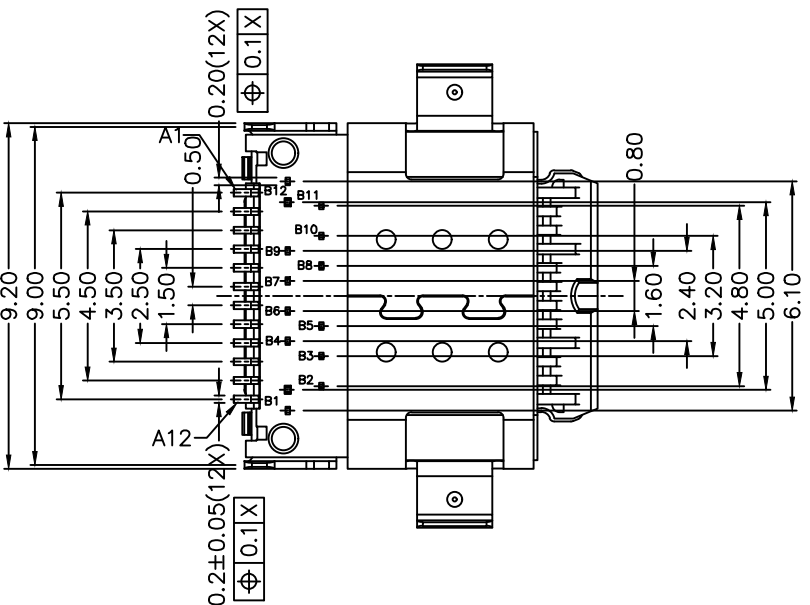 0.20(12X)
⌖ 0.1 X
A1
0.50
0.80
B12
B11
B10
B9
B8
B7
B6
B5
B4
B3
B2
B1
9.20
9.00
5.50
4.50
3.50
2.50
1.50
1.60
2.40
3.20
4.80
5.00
6.10
A12
0.2±0.05(12X)
⌖ 0.1 X